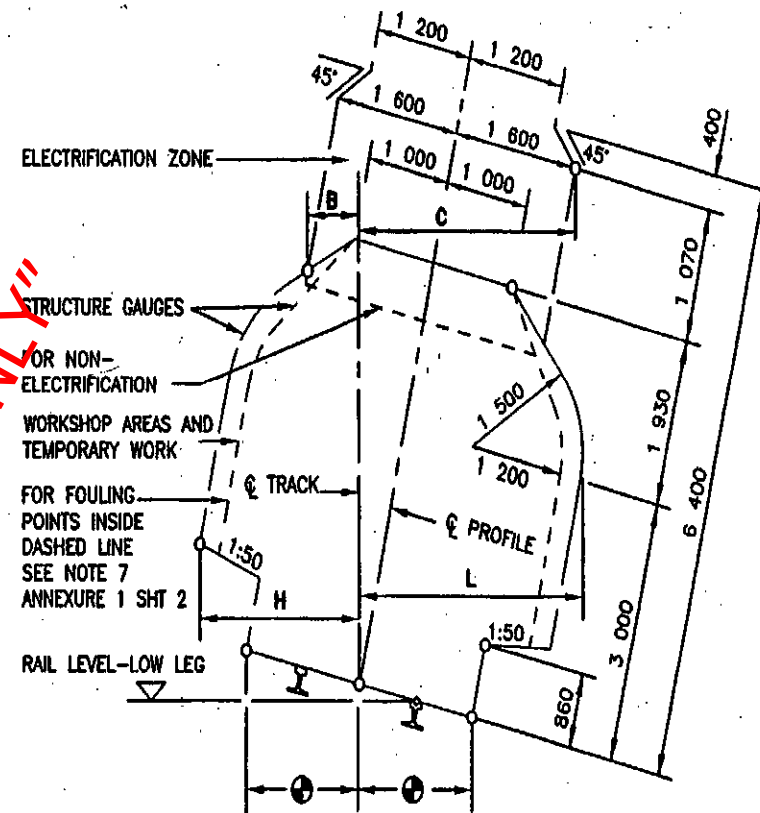 1 200
1 200
45°
1 600
1 600
45°
400
ELECTRIFICATION ZONE
1 000
1 000
B
C
1 070
STRUCTURE GAUGES
NLY"
FOR NON-
ELECTRIFICATION
1 500
1 930
WORKSHOP AREAS AND
TEMPORARY WORK
1 200
℄ TRACK
6 400
FOR FOULING
POINTS INSIDE
DASHED LINE
SEE NOTE 7
ANNEXURE 1 SHT 2
℄ PROFILE
1:50
H
L
1:50
3 000
RAIL LEVEL-LOW LEG
860